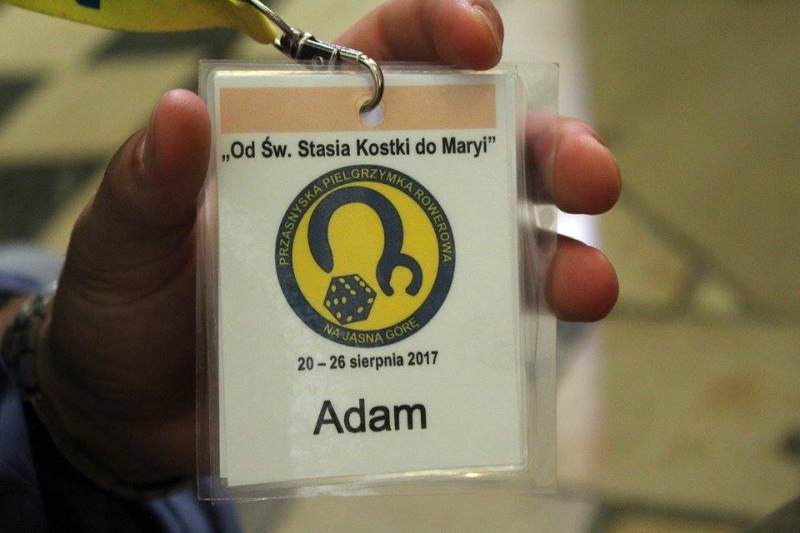 „Od Św. Stasia Kostki do Maryi”
PRZASNYSKA PIELGRZYMKA ROWEROWA
NA JASNĄ GÓRĘ
20 – 26 sierpnia 2017
Adam